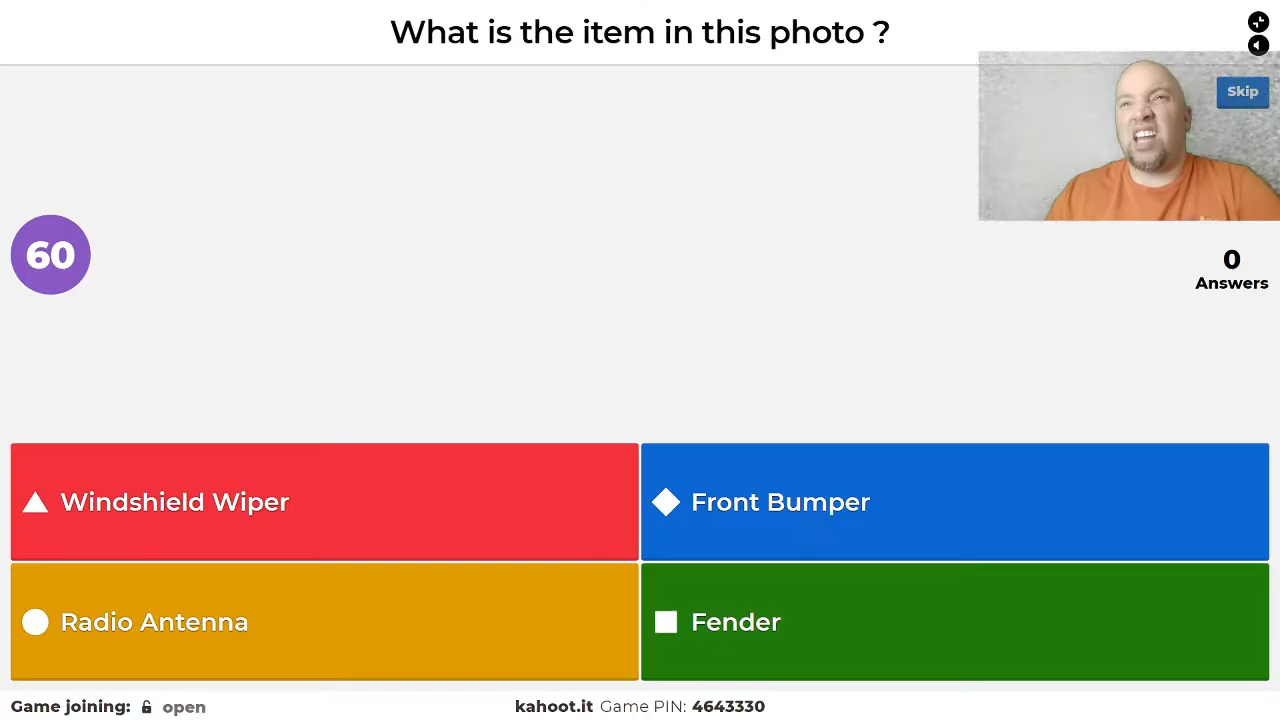 What is the item in this photo ?
Skip
60
0
Answers
Windshield Wiper
Front Bumper
Radio Antenna
Fender
Game joining: open
kahoot.it Game PIN: 4643330